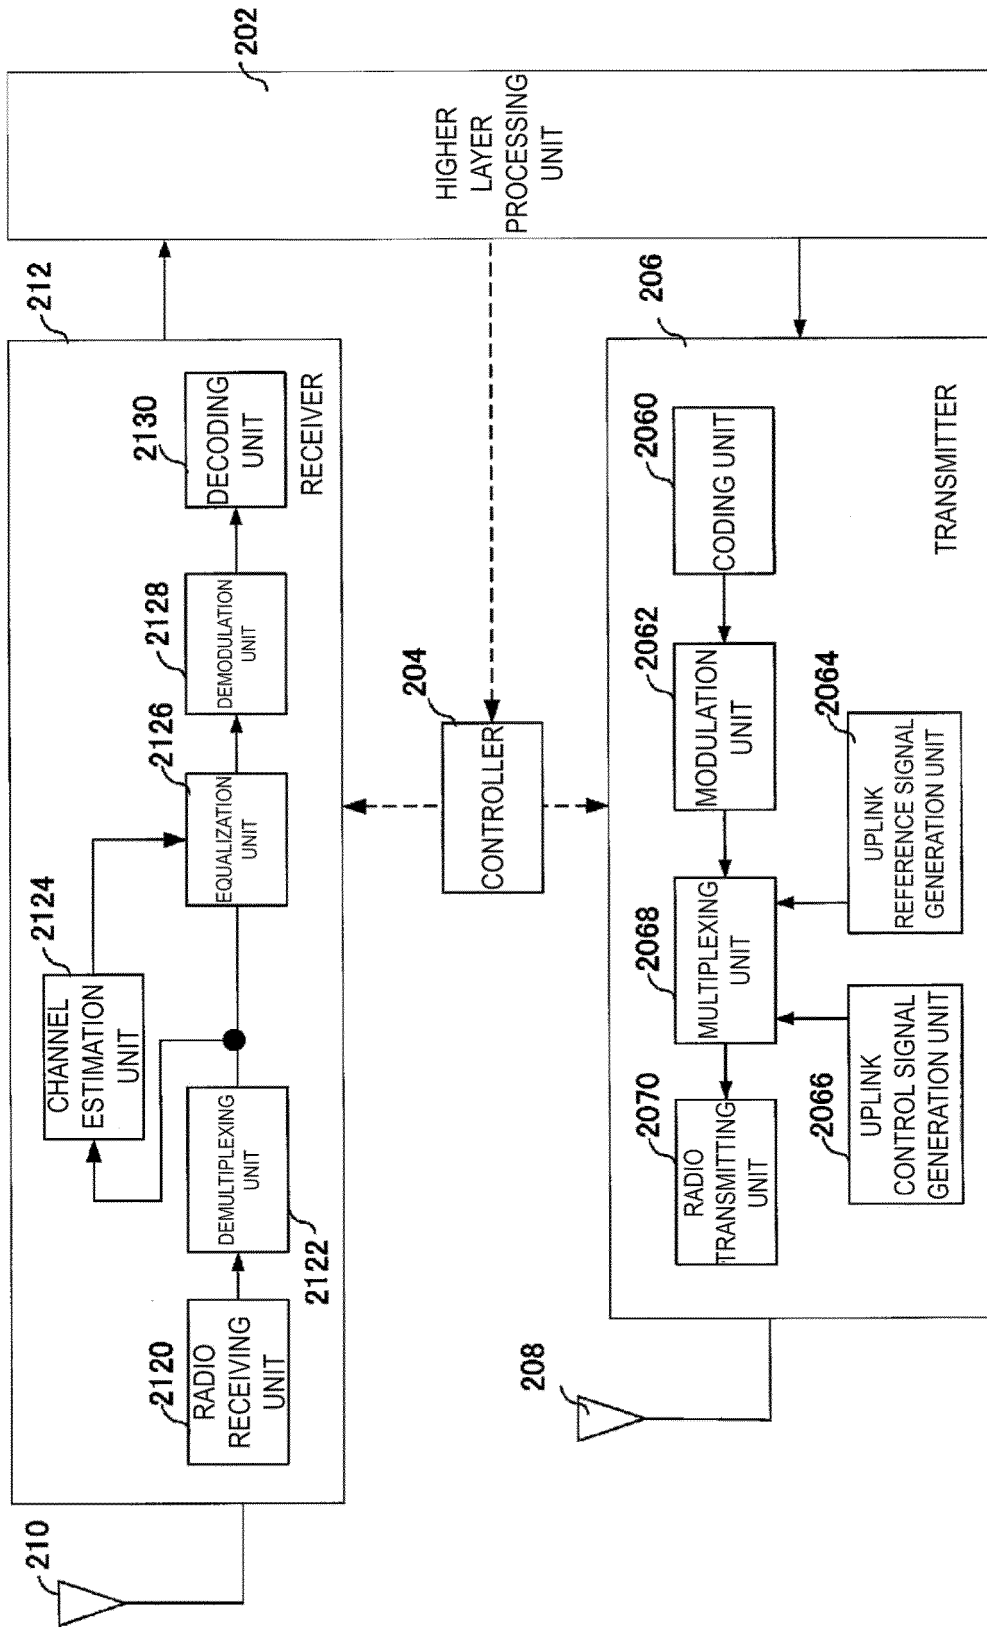 210
212
202
2120
RADIO
RECEIVING
UNIT
DEMULTIPLEXING
UNIT
2122
2124
CHANNEL
ESTIMATION
UNIT
2126
EQUALIZATION
UNIT
2128
DEMODULATION
UNIT
2130
DECODING
UNIT
RECEIVER
HIGHER
LAYER
PROCESSING
UNIT
204
CONTROLLER
208
206
2070
RADIO
TRANSMITTING
UNIT
2068
MULTIPLEXING
UNIT
2062
MODULATION
UNIT
2060
CODING UNIT
2066
UPLINK
CONTROL SIGNAL
GENERATION UNIT
2064
UPLINK
REFERENCE SIGNAL
GENERATION UNIT
TRANSMITTER